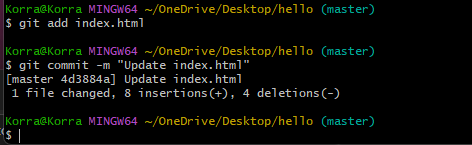 Korra@Korra MINGW64 ~/OneDrive/Desktop/hello (master)
$ git add index.html
Korra@Korra MINGW64 ~/OneDrive/Desktop/hello (master)
$ git commit -m "Update index.html"
[master 4d3884a] Update index.html
 1 file changed, 8 insertions(+), 4 deletions(-)
Korra@Korra MINGW64 ~/OneDrive/Desktop/hello (master)
$